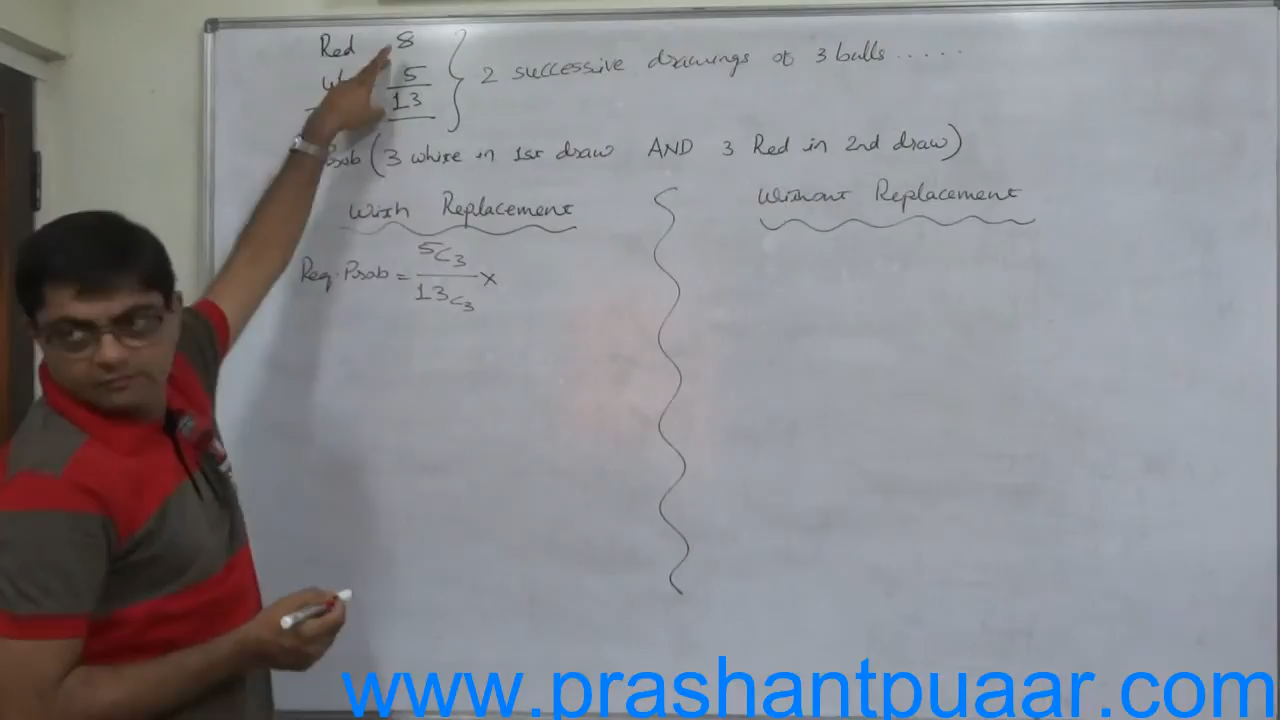 Red 8
5
13
2 successive drawings of 3 balls .....
(3 white in 1st draw AND 3 Red in 2nd draw)
With Replacement
Without Replacement
Req. Prob = 5C3 / 13C3 ×
www.prashantpuaar.com